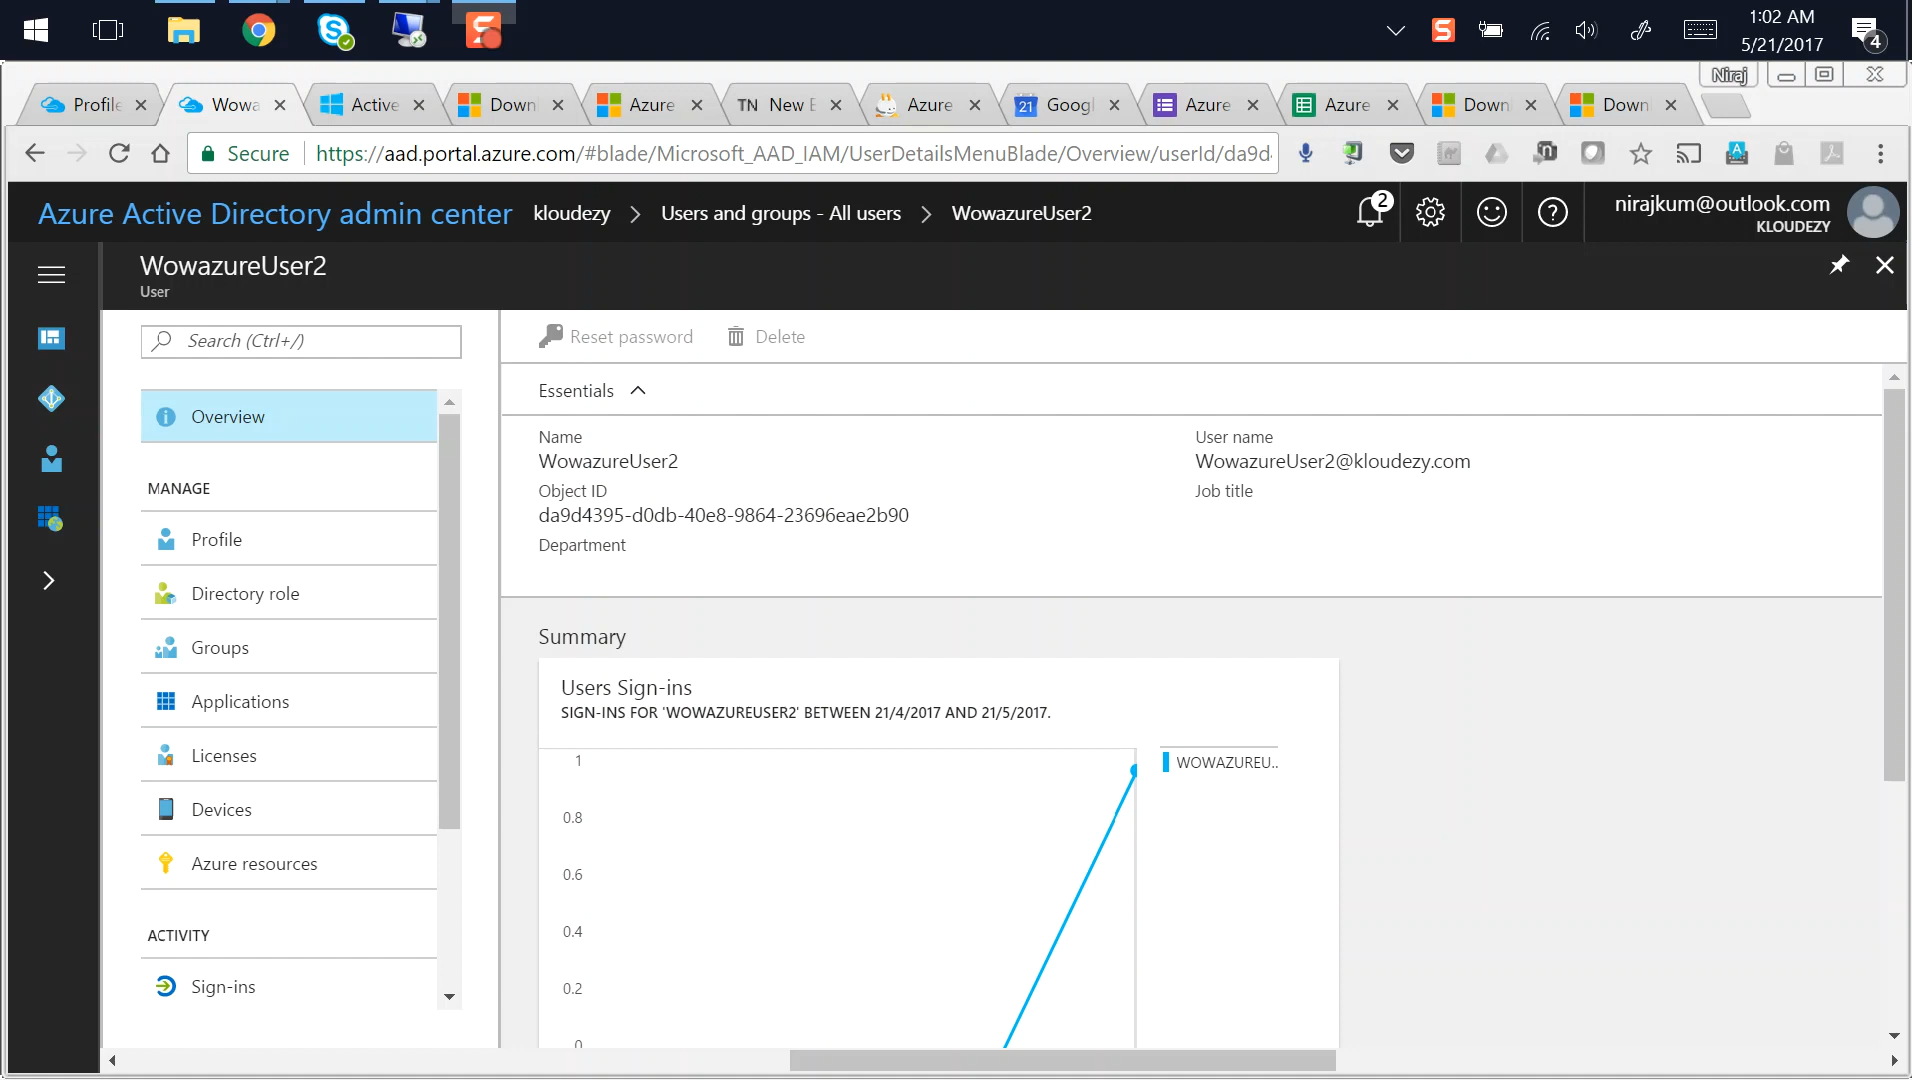 1:02 AM
5/21/2017
4
Niraj
Profile
Wowa
Active
Down
Azure
TN New E
Azure
21 Googl
Azure
Azure
Down
Down
Secure https://aad.portal.azure.com/#blade/Microsoft_AAD_IAM/UserDetailsMenuBlade/Overview/userId/da9d4
Azure Active Directory admin center kloudezy > Users and groups - All users > WowazureUser2
2
nirajkum@outlook.com
KLOUDEZY
WowazureUser2
User
Search (Ctrl+/)
Reset password
Delete
Overview
MANAGE
Profile
Directory role
Groups
Applications
Licenses
Devices
Azure resources
ACTIVITY
Sign-ins
Essentials
Name
WowazureUser2
Object ID
da9d4395-d0db-40e8-9864-23696eae2b90
Department
User name
WowazureUser2@kloudezy.com
Job title
Summary
Users Sign-ins
SIGN-INS FOR 'WOWAZUREUSER2' BETWEEN 21/4/2017 AND 21/5/2017.
1
0.8
0.6
0.4
0.2
0
WOWAZUREU..